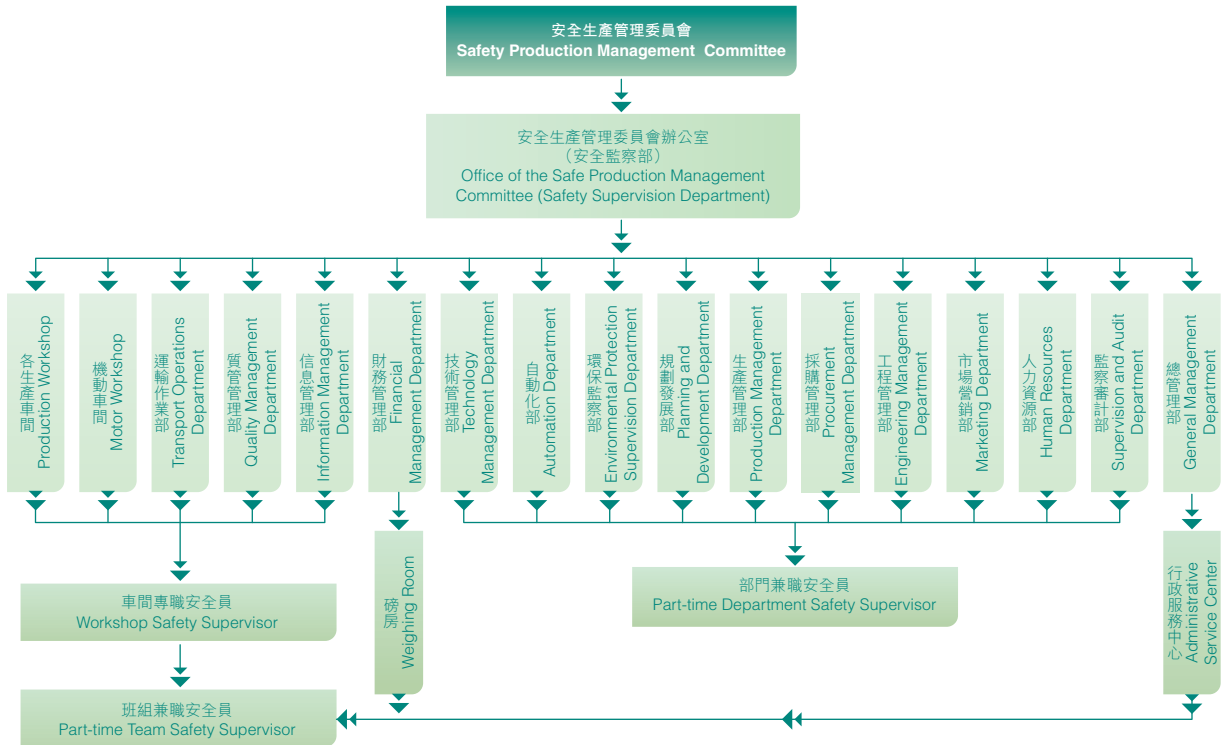 安全生產管理委員會
Safety Production Management Committee
安全生產管理委員會辦公室
（安全監察部）
Office of the Safe Production Management
Committee (Safety Supervision Department)
各生產車間
Production Workshop
機動車間
Motor Workshop
運輸作業部
Transport Operations
Department
質管管理部
Quality Management
Department
信息管理部
Information Management
Department
財務管理部
Financial
Management Department
技術管理部
Technology
Management Department
自動化部
Automation Department
環保監察部
Environmental Protection
Supervision Department
規劃發展部
Planning and
Development Department
生產管理部
Production Management
Department
採購管理部
Procurement
Management Department
工程管理部
Engineering Management
Department
市場營銷部
Marketing Department
人力資源部
Human Resources
Department
監察審計部
Supervision and Audit
Department
總管理部
General Management
Department
車間專職安全員
Workshop Safety Supervisor
磅房
Weighing Room
部門兼職安全員
Part-time Department Safety Supervisor
行政服務中心
Administrative
Service Center
班組兼職安全員
Part-time Team Safety Supervisor